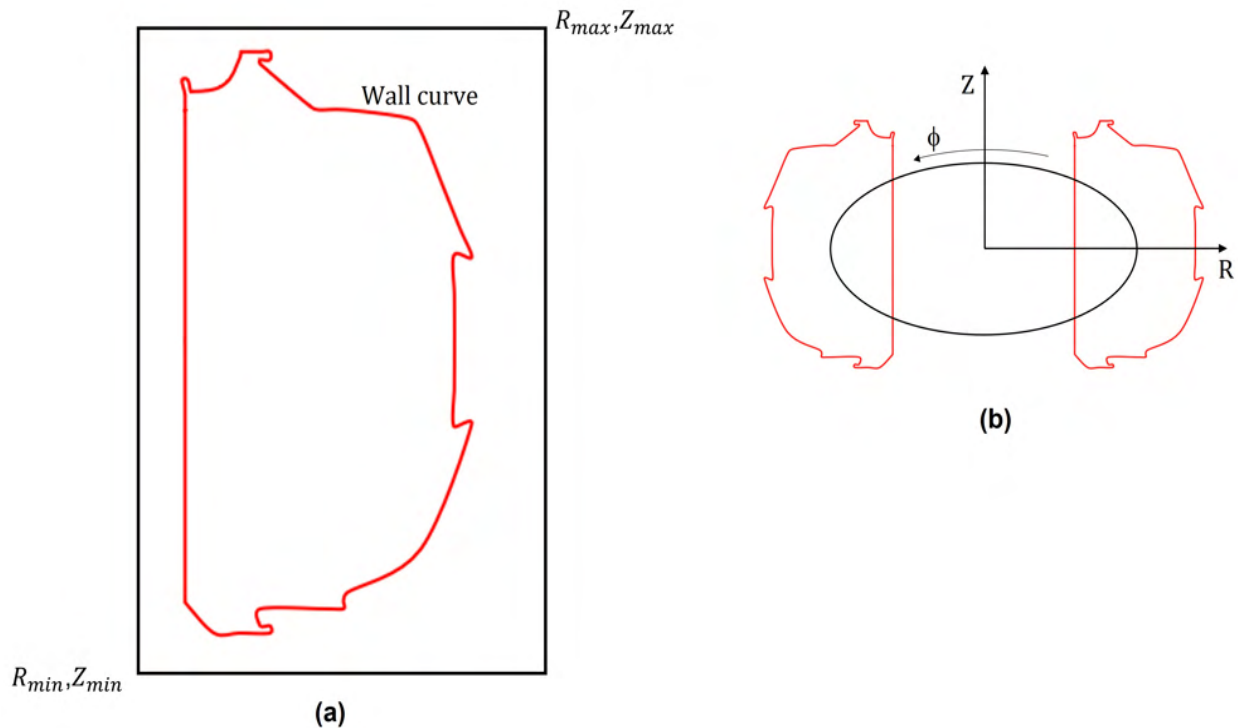 R_max,Z_max
Wall curve
R_min,Z_min
(a)
Z
ϕ
R
(b)